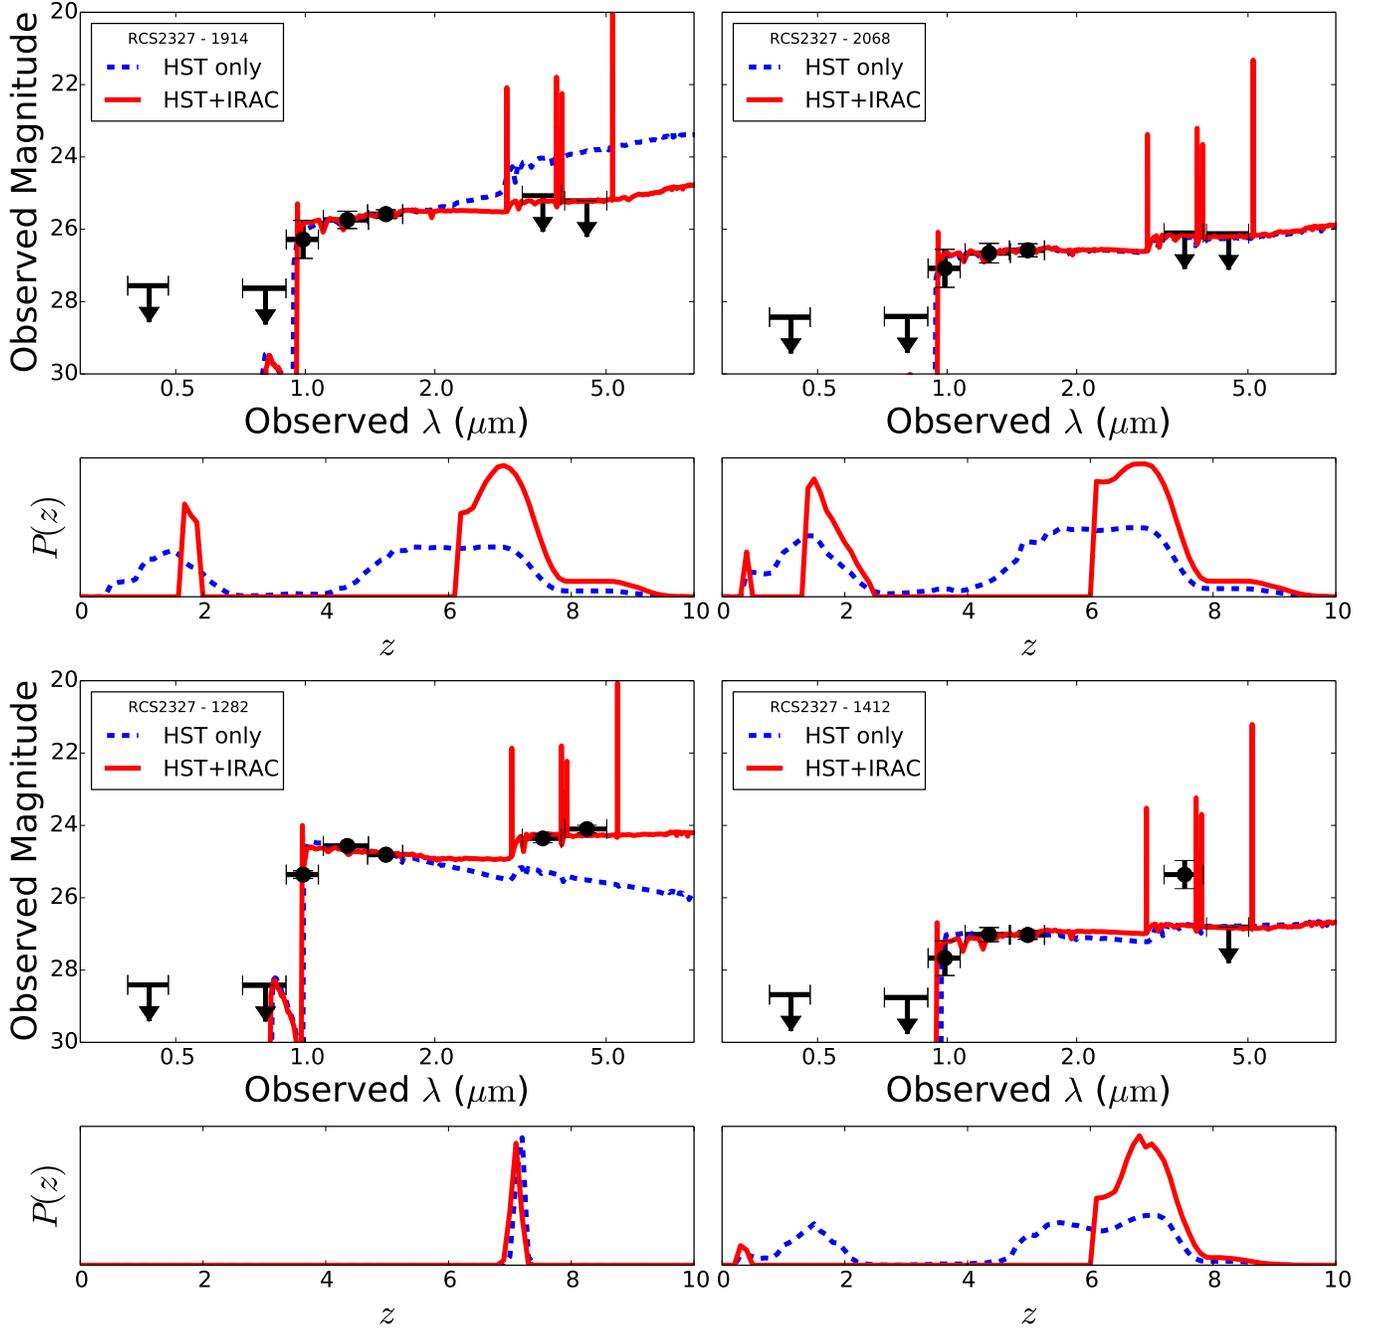 RCS2327 - 1914
HST only
HST+IRAC
Observed Magnitude
20
22
24
26
28
30
0.5 1.0 2.0 5.0
Observed λ (μm)
RCS2327 - 2068
HST only
HST+IRAC
0.5 1.0 2.0 5.0
Observed λ (μm)
P(z)
0 2 4 6 8 10
z
0 2 4 6 8 10
z
RCS2327 - 1282
HST only
HST+IRAC
Observed Magnitude
20
22
24
26
28
30
0.5 1.0 2.0 5.0
Observed λ (μm)
RCS2327 - 1412
HST only
HST+IRAC
0.5 1.0 2.0 5.0
Observed λ (μm)
P(z)
0 2 4 6 8 10
z
0 2 4 6 8 10
z